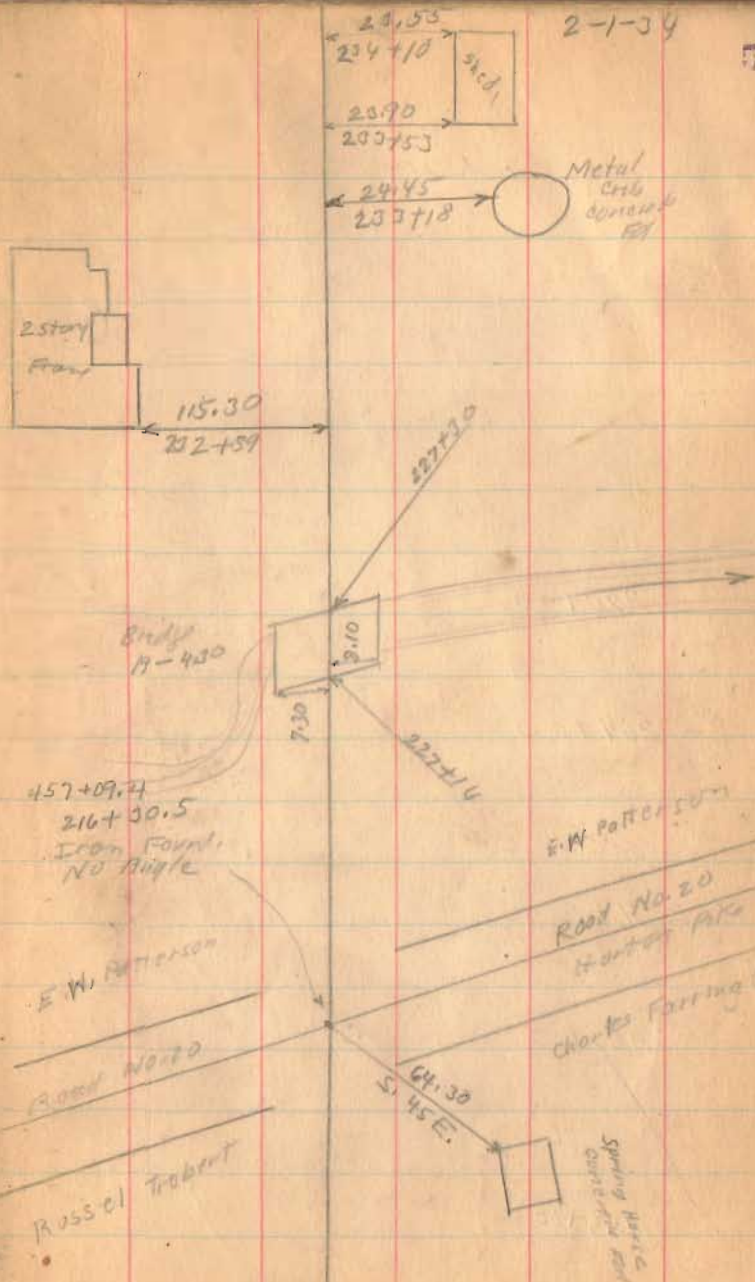 2-1-34
23.55
234+10
shed,
23.90
233+53
24.45
233+18
Metal
Crib
concrete
2 story
Fram
115.30
232+59
227+30
Bridge
19-430
3.10
7.30
227+14
457+09.4
216+30.5
Iron Found.
No Angle
E.W. Patterson
Road No. 20
Pike
E.W. Patterson
Charles Farring
Road No. 20
64.30
S. 45 E.
Russel
Spring House